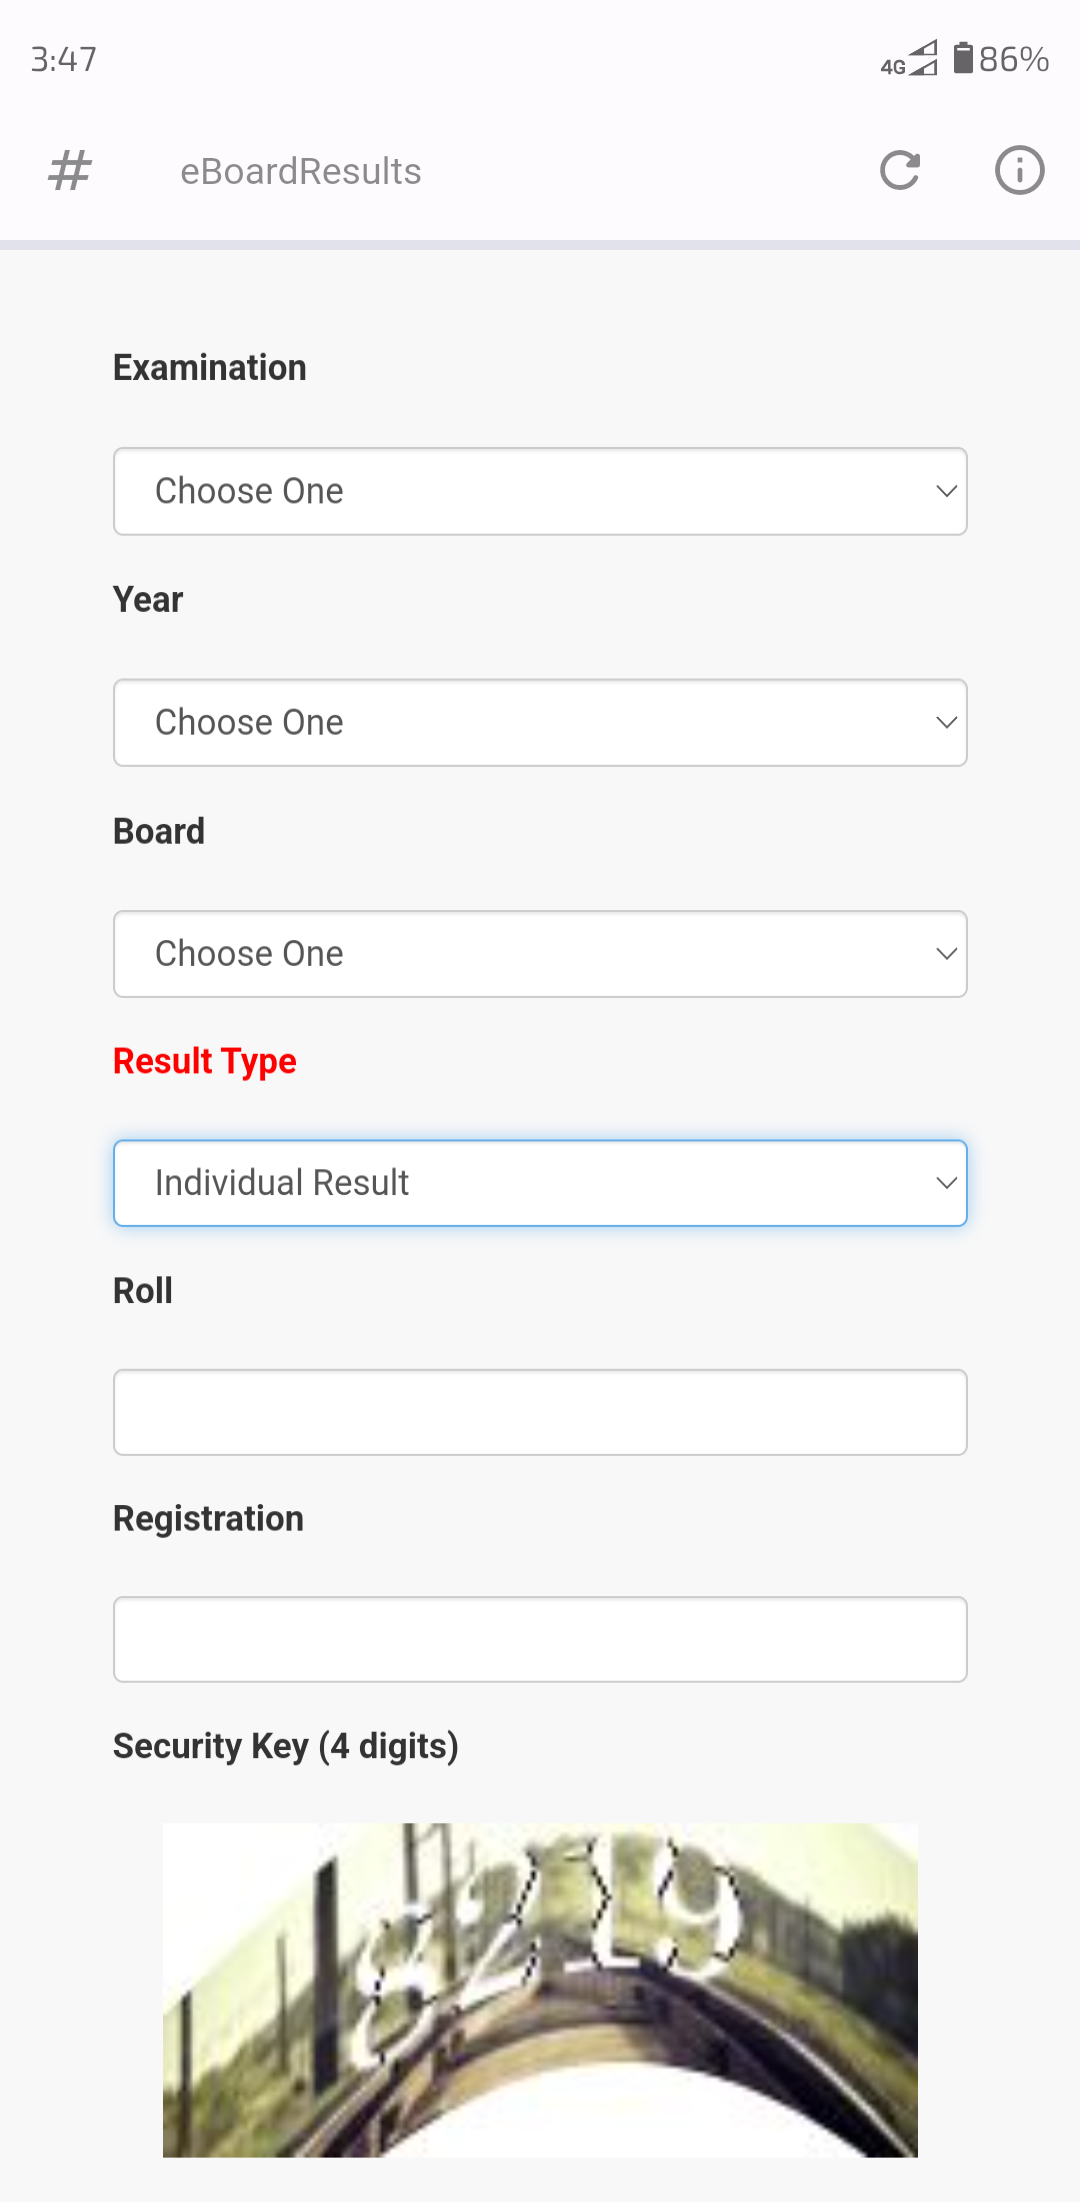 3:47 4G 86%
# eBoardResults
Examination
Choose One
Year
Choose One
Board
Choose One
Result Type
Individual Result
Roll
Registration
Security Key (4 digits)
8219